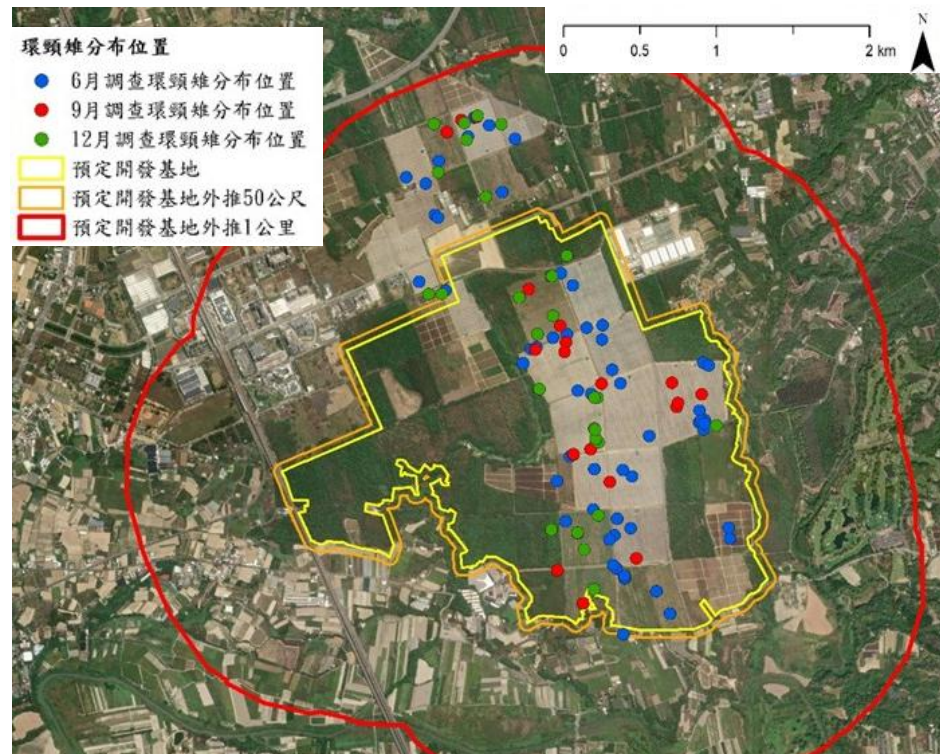 環頸雉分布位置
6月調查環頸雉分布位置
9月調查環頸雉分布位置
12月調查環頸雉分布位置
預定開發基地
預定開發基地外推50公尺
預定開發基地外推1公里
0 0.5 1 2 km
N